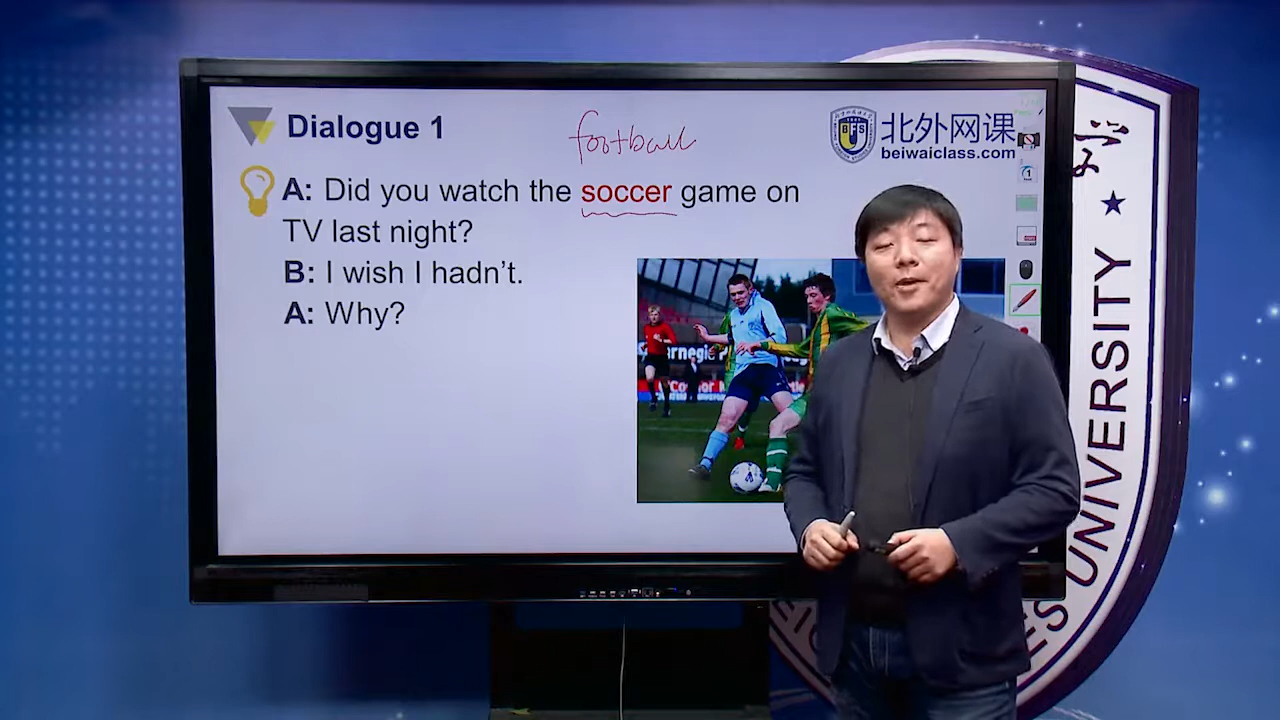 Dialogue 1
football
北外网课
beiwaiclass.com
A: Did you watch the soccer game on
TV last night?
B: I wish I hadn't.
A: Why?
UNIVERSITY